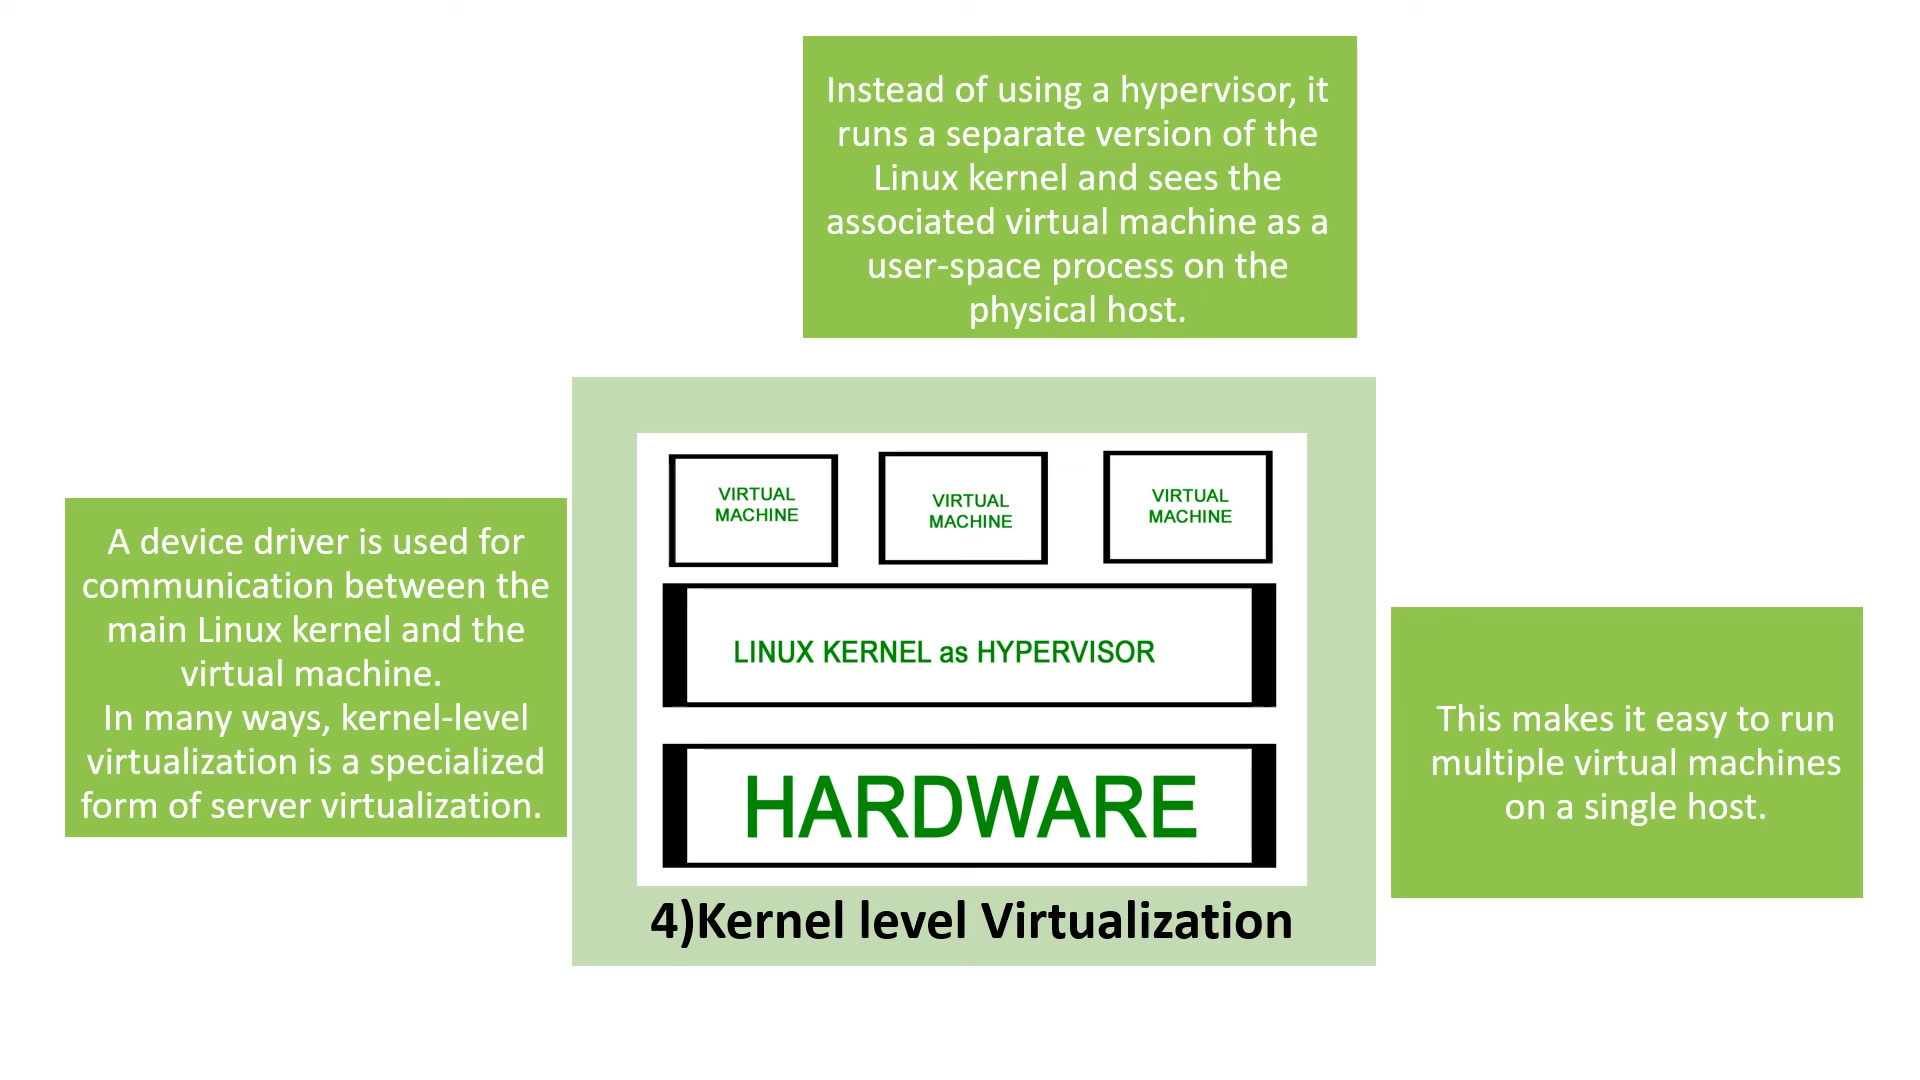 Instead of using a hypervisor, it
runs a separate version of the
Linux kernel and sees the
associated virtual machine as a
user-space process on the
physical host.
A device driver is used for
communication between the
main Linux kernel and the
virtual machine.
In many ways, kernel-level
virtualization is a specialized
form of server virtualization.
VIRTUAL
MACHINE
VIRTUAL
MACHINE
VIRTUAL
MACHINE
LINUX KERNEL as HYPERVISOR
HARDWARE
4)Kernel level Virtualization
This makes it easy to run
multiple virtual machines
on a single host.